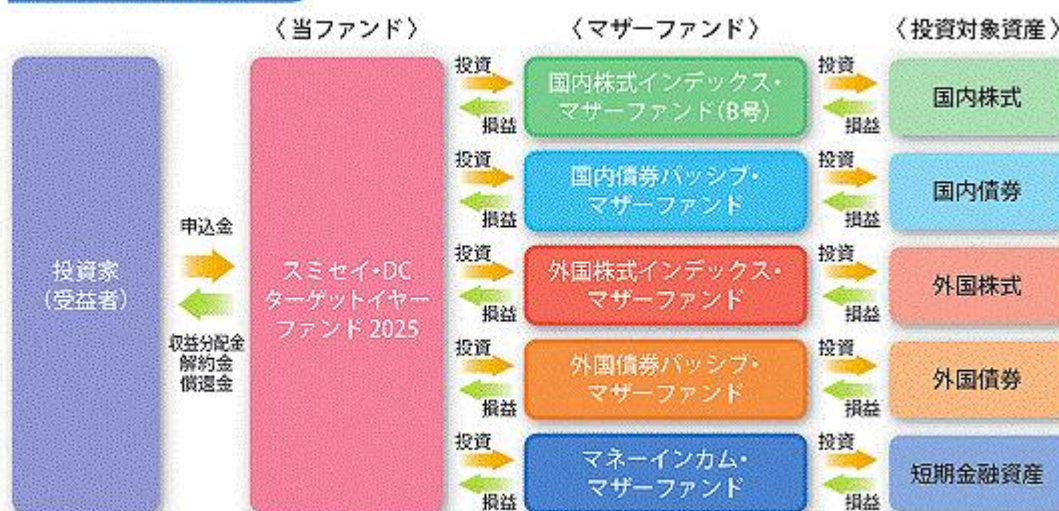 〈当ファンド〉
〈マザーファンド〉
〈投資対象資産〉
投資家
(受益者)
申込金
収益分配金
解約金
償還金
スミセイ・DC
ターゲットイヤー
ファンド 2025
投資
損益
国内株式インデックス・
マザーファンド(B号)
投資
損益
国内株式
投資
損益
国内債券パッシブ・
マザーファンド
投資
損益
国内債券
投資
損益
外国株式インデックス・
マザーファンド
投資
損益
外国株式
投資
損益
外国債券パッシブ・
マザーファンド
投資
損益
外国債券
投資
損益
マネーインカム・
マザーファンド
投資
損益
短期金融資産